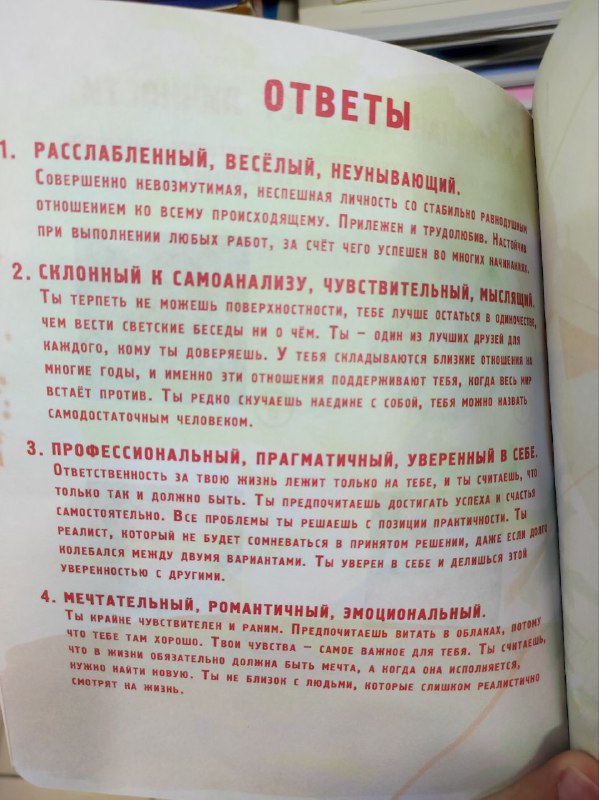 ОТВЕТЫ
1. РАССЛАБЛЕННЫЙ, ВЕСЁЛЫЙ, НЕУНЫВАЮЩИЙ.
СОВЕРШЕННО НЕВОЗМУТИМАЯ, НЕСПЕШНАЯ ЛИЧНОСТЬ СО СТАБИЛЬНО РАВНОДУШНЫМ
ОТНОШЕНИЕМ КО ВСЕМУ ПРОИСХОДЯЩЕМУ. ПРИЛЕЖЕН И ТРУДОЛЮБИВ. НАСТОЙЧИВ
ПРИ ВЫПОЛНЕНИИ ЛЮБЫХ РАБОТ, ЗА СЧЁТ ЧЕГО УСПЕШЕН ВО МНОГИХ НАЧИНАНИЯХ.
2. СКЛОННЫЙ К САМОАНАЛИЗУ, ЧУВСТВИТЕЛЬНЫЙ, МЫСЛЯЩИЙ.
ТЫ ТЕРПЕТЬ НЕ МОЖЕШЬ ПОВЕРХНОСТНОСТИ, ТЕБЕ ЛУЧШЕ ОСТАТЬСЯ В ОДИНОЧЕСТВЕ,
ЧЕМ ВЕСТИ СВЕТСКИЕ БЕСЕДЫ НИ О ЧЁМ. ТЫ – ОДИН ИЗ ЛУЧШИХ ДРУЗЕЙ ДЛЯ
КАЖДОГО, КОМУ ТЫ ДОВЕРЯЕШЬ. У ТЕБЯ СКЛАДЫВАЮТСЯ БЛИЗКИЕ ОТНОШЕНИЯ НА
МНОГИЕ ГОДЫ, И ИМЕННО ЭТИ ОТНОШЕНИЯ ПОДДЕРЖИВАЮТ ТЕБЯ, КОГДА ВЕСЬ МИР
ВСТАЁТ ПРОТИВ. ТЫ РЕДКО СКУЧАЕШЬ НАЕДИНЕ С СОБОЙ, ТЕБЯ МОЖНО НАЗВАТЬ
САМОДОСТАТОЧНЫМ ЧЕЛОВЕКОМ.
3. ПРОФЕССИОНАЛЬНЫЙ, ПРАГМАТИЧНЫЙ, УВЕРЕННЫЙ В СЕБЕ.
ОТВЕТСТВЕННОСТЬ ЗА ТВОЮ ЖИЗНЬ ЛЕЖИТ ТОЛЬКО НА ТЕБЕ, И ТЫ СЧИТАЕШЬ, ЧТО
ТОЛЬКО ТАК И ДОЛЖНО БЫТЬ. ТЫ ПРЕДПОЧИТАЕШЬ ДОСТИГАТЬ УСПЕХА И СЧАСТЬЯ
САМОСТОЯТЕЛЬНО. ВСЕ ПРОБЛЕМЫ ТЫ РЕШАЕШЬ С ПОЗИЦИИ ПРАКТИЧНОСТИ. ТЫ
РЕАЛИСТ, КОТОРЫЙ НЕ БУДЕТ СОМНЕВАТЬСЯ В ПРИНЯТОМ РЕШЕНИИ, ДАЖЕ ЕСЛИ ДОЛГО
КОЛЕБАЛСЯ МЕЖДУ ДВУМЯ ВАРИАНТАМИ. ТЫ УВЕРЕН В СЕБЕ И ДЕЛИШЬСЯ ЭТОЙ
УВЕРЕННОСТЬЮ С ДРУГИМИ.
4. МЕЧТАТЕЛЬНЫЙ, РОМАНТИЧНЫЙ, ЭМОЦИОНАЛЬНЫЙ.
ТЫ КРАЙНЕ ЧУВСТВИТЕЛЕН И РАНИМ. ПРЕДПОЧИТАЕШЬ ВИТАТЬ В ОБЛАКАХ, ПОТОМУ
ЧТО ТЕБЕ ТАМ ХОРОШО. ТВОИ ЧУВСТВА – САМОЕ ВАЖНОЕ ДЛЯ ТЕБЯ. ТЫ СЧИТАЕШЬ,
ЧТО В ЖИЗНИ ОБЯЗАТЕЛЬНО ДОЛЖНА БЫТЬ МЕЧТА, А КОГДА ОНА ИСПОЛНЯЕТСЯ,
НУЖНО НАЙТИ НОВУЮ. ТЫ НЕ БЛИЗОК С ЛЮДЬМИ, КОТОРЫЕ СЛИШКОМ РЕАЛИСТИЧНО
СМОТРЯТ НА ЖИЗНЬ.